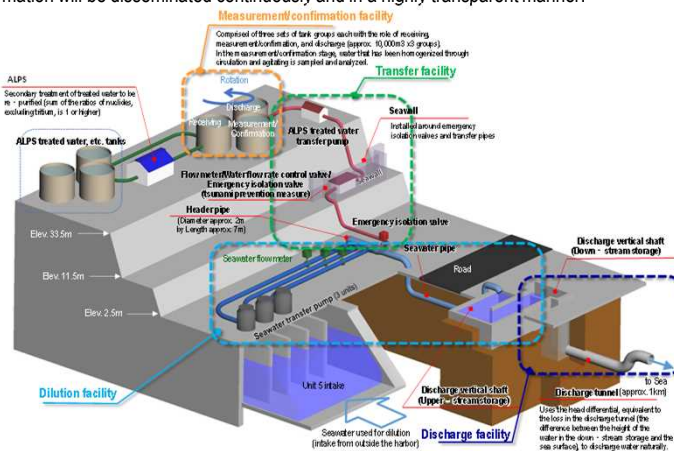 mation will be disseminated continuously and in a highly transparent manner.
Measurement/confirmation facility
Comprised of three sets of tank groups each with the role of receiving,
measurement/confirmation, and discharge (approx. 10,000m3 x3 groups).
In the measurement/confirmation stage, water that has been homogenized through
circulation and agitating is sampled and analyzed.
Transfer facility
ALPS
Secondary treatment of treated water to be
re - purified (sum of the ratios of nuclides,
excluding tritium, is 1 or higher)
Rotation
Discharge
Receiving
Measurement/
Confirmation
ALPS treated water
transfer pump
Seawall
Installed around emergency
isolation valves and transfer pipes
ALPS treated water, etc. tanks
Seawall
Flow meter/Water flow rate control valve/
Emergency isolation valve
(tsunami prevention measure)
Header pipe
(Diameter approx. 2m
by Length approx. 7m)
Emergency isolation valve
Elev. 33.5m
Elev. 11.5m
Elev. 2.5m
Seawater flow meter
Seawater pipe
Road
Discharge vertical shaft
(Down - stream storage)
Seawater transfer pump (3 units)
Unit 5 intake
Dilution facility
Discharge vertical shaft
(Upper - stream storage)
to Sea
Discharge tunnel (approx. 1km)
Uses the head differential, equivalent to
the loss in the discharge tunnel (the
difference between the height of the
water in the down - stream storage and the
sea surface), to discharge water naturally.
Seawater used for dilution
(intake from outside the harbor)
Discharge facility